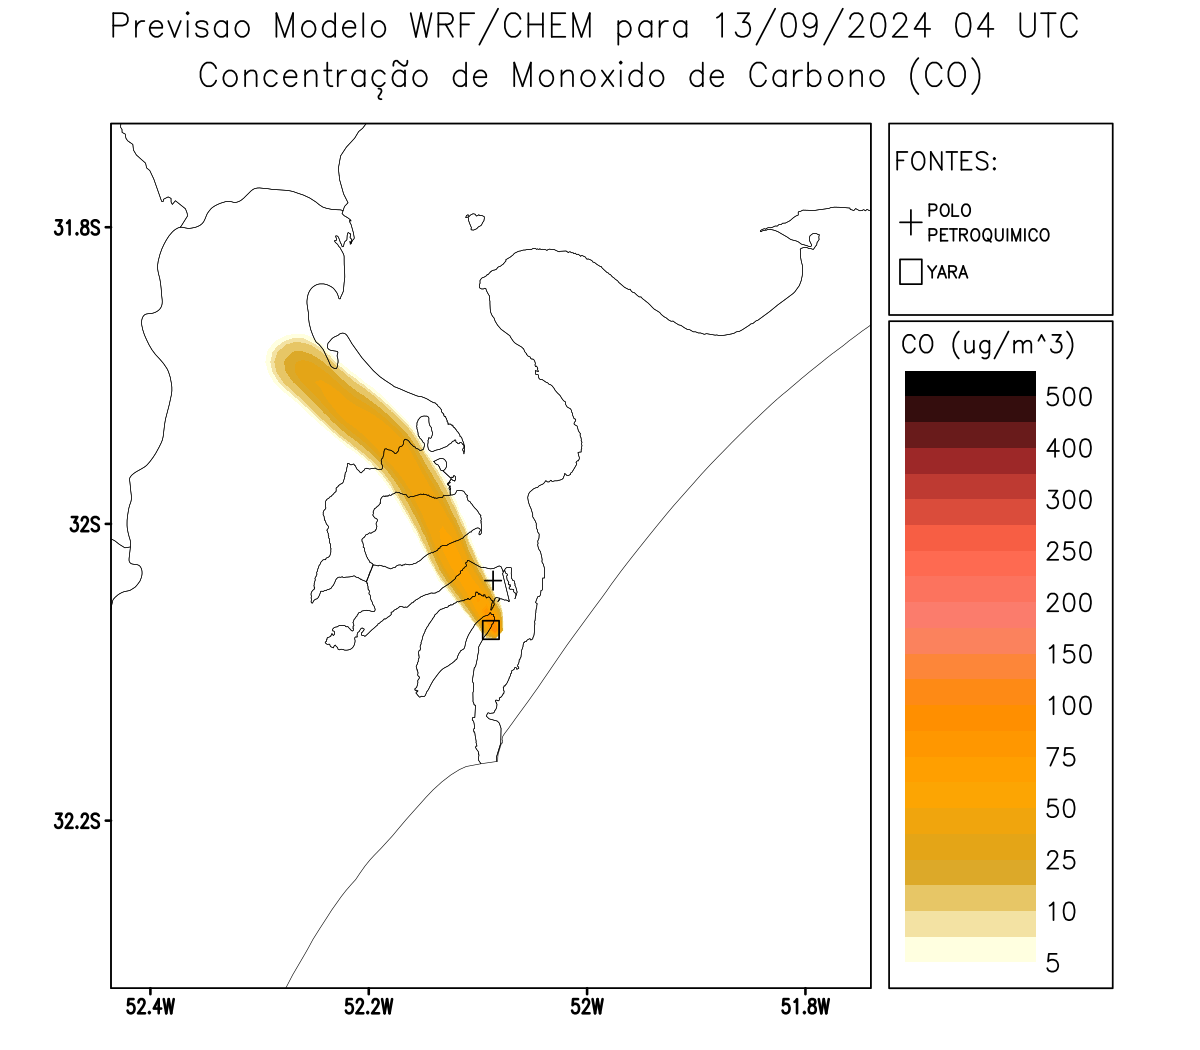 Previsao Modelo WRF/CHEM para 13/09/2024 04 UTC
Concentração de Monoxido de Carbono (CO)
FONTES:
POLO
PETROQUIMICO
YARA
31.8S
32S
32.2S
52.4W
52.2W
52W
51.8W
CO (ug/m^3)
500
400
300
250
200
150
100
75
50
25
10
5